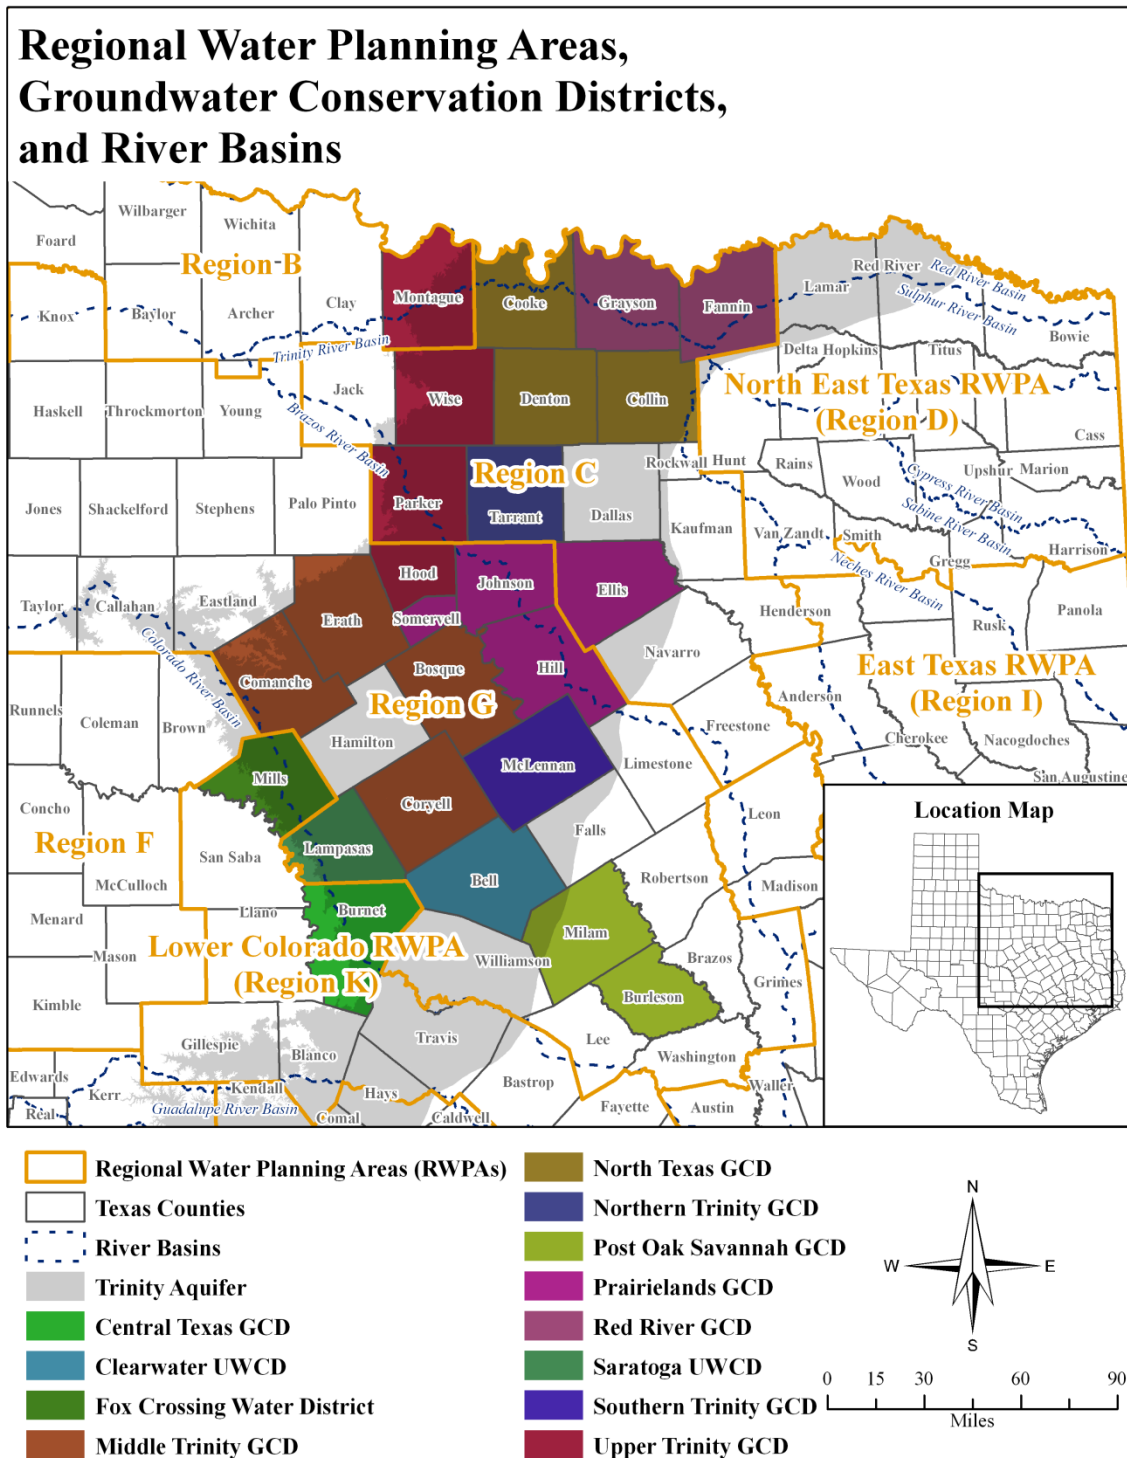 Regional Water Planning Areas,
Groundwater Conservation Districts,
and River Basins
Wilbarger
Wichita
Foard
Region B
Clay
Montague
Cooke
Grayson
Fannin
Lamar
Red River
Red River Basin
Sulphur River Basin
Bowie
Knox
Baylor
Archer
Trinity River Basin
Delta
Hopkins
Titus
North East Texas RWPA
(Region D)
Cass
Haskell
Throckmorton
Young
Jack
Wise
Denton
Collin
Brazos River Basin
Rockwall
Hunt
Rains
Wood
Upshur
Marion
Cypress River Basin
Sabine River Basin
Region C
Jones
Shackelford
Stephens
Palo Pinto
Parker
Tarrant
Dallas
Kaufman
Van Zandt
Smith
Gregg
Harrison
Neches River Basin
Taylor
Callahan
Eastland
Erath
Hood
Johnson
Somervell
Ellis
Henderson
Rusk
Panola
Colorado River Basin
Comanche
Bosque
Hill
Navarro
East Texas RWPA
(Region I)
Runnels
Coleman
Brown
Region G
Hamilton
Anderson
Freestone
Cherokee
Nacogdoches
San Augustine
Mills
McLennan
Limestone
Concho
Coryell
Leon
Region F
San Saba
Lampasas
Falls
McCulloch
Bell
Robertson
Madison
Menard
Llano
Burnet
Milam
Mason
Lower Colorado RWPA
(Region K)
Williamson
Brazos
Grimes
Kimble
Burleson
Gillespie
Blanco
Travis
Lee
Washington
Edwards
Kerr
Kendall
Hays
Bastrop
Waller
Real
Guadalupe River Basin
Comal
Caldwell
Fayette
Austin
Location Map
Regional Water Planning Areas (RWPAs)
Texas Counties
River Basins
Trinity Aquifer
Central Texas GCD
Clearwater UWCD
Fox Crossing Water District
Middle Trinity GCD
North Texas GCD
Northern Trinity GCD
Post Oak Savannah GCD
Prairielands GCD
Red River GCD
Saratoga UWCD
Southern Trinity GCD
Upper Trinity GCD
N
W
E
S
0 15 30 60 90
Miles